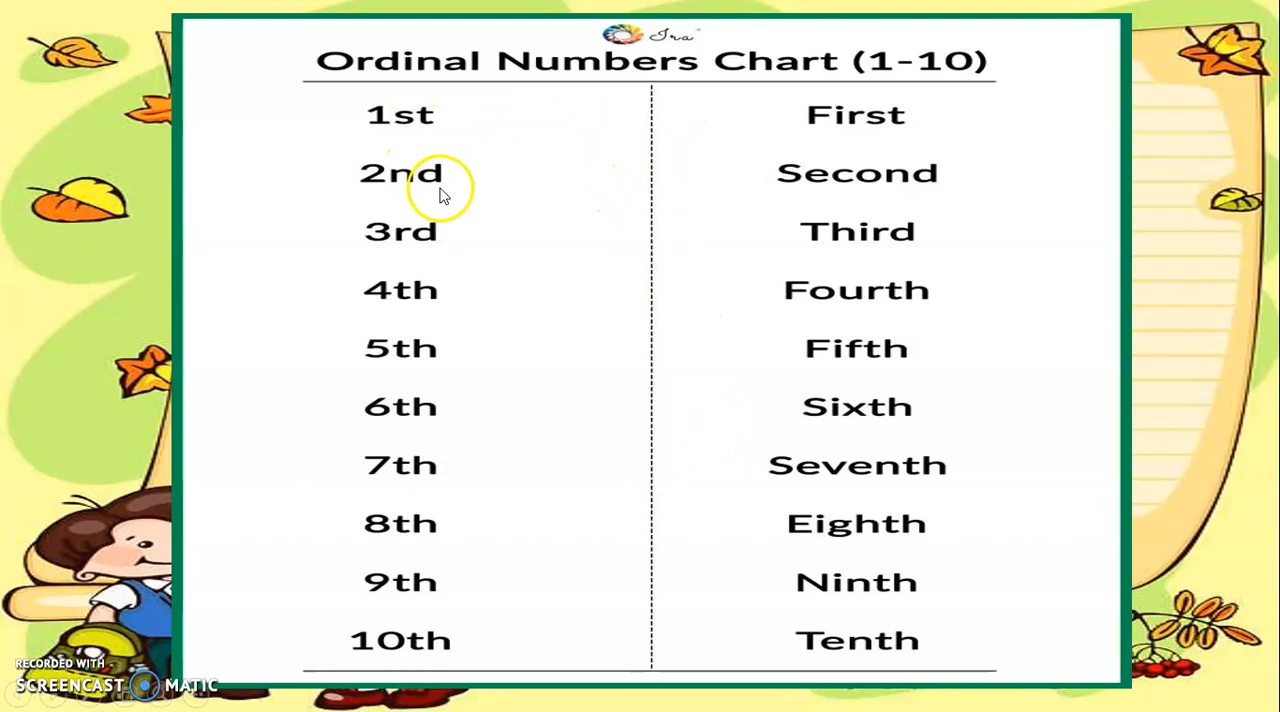 Ira
Ordinal Numbers Chart (1-10)
1st First
2nd Second
3rd Third
4th Fourth
5th Fifth
6th Sixth
7th Seventh
8th Eighth
9th Ninth
10th Tenth
RECORDED WITH
SCREENCAST MATIC